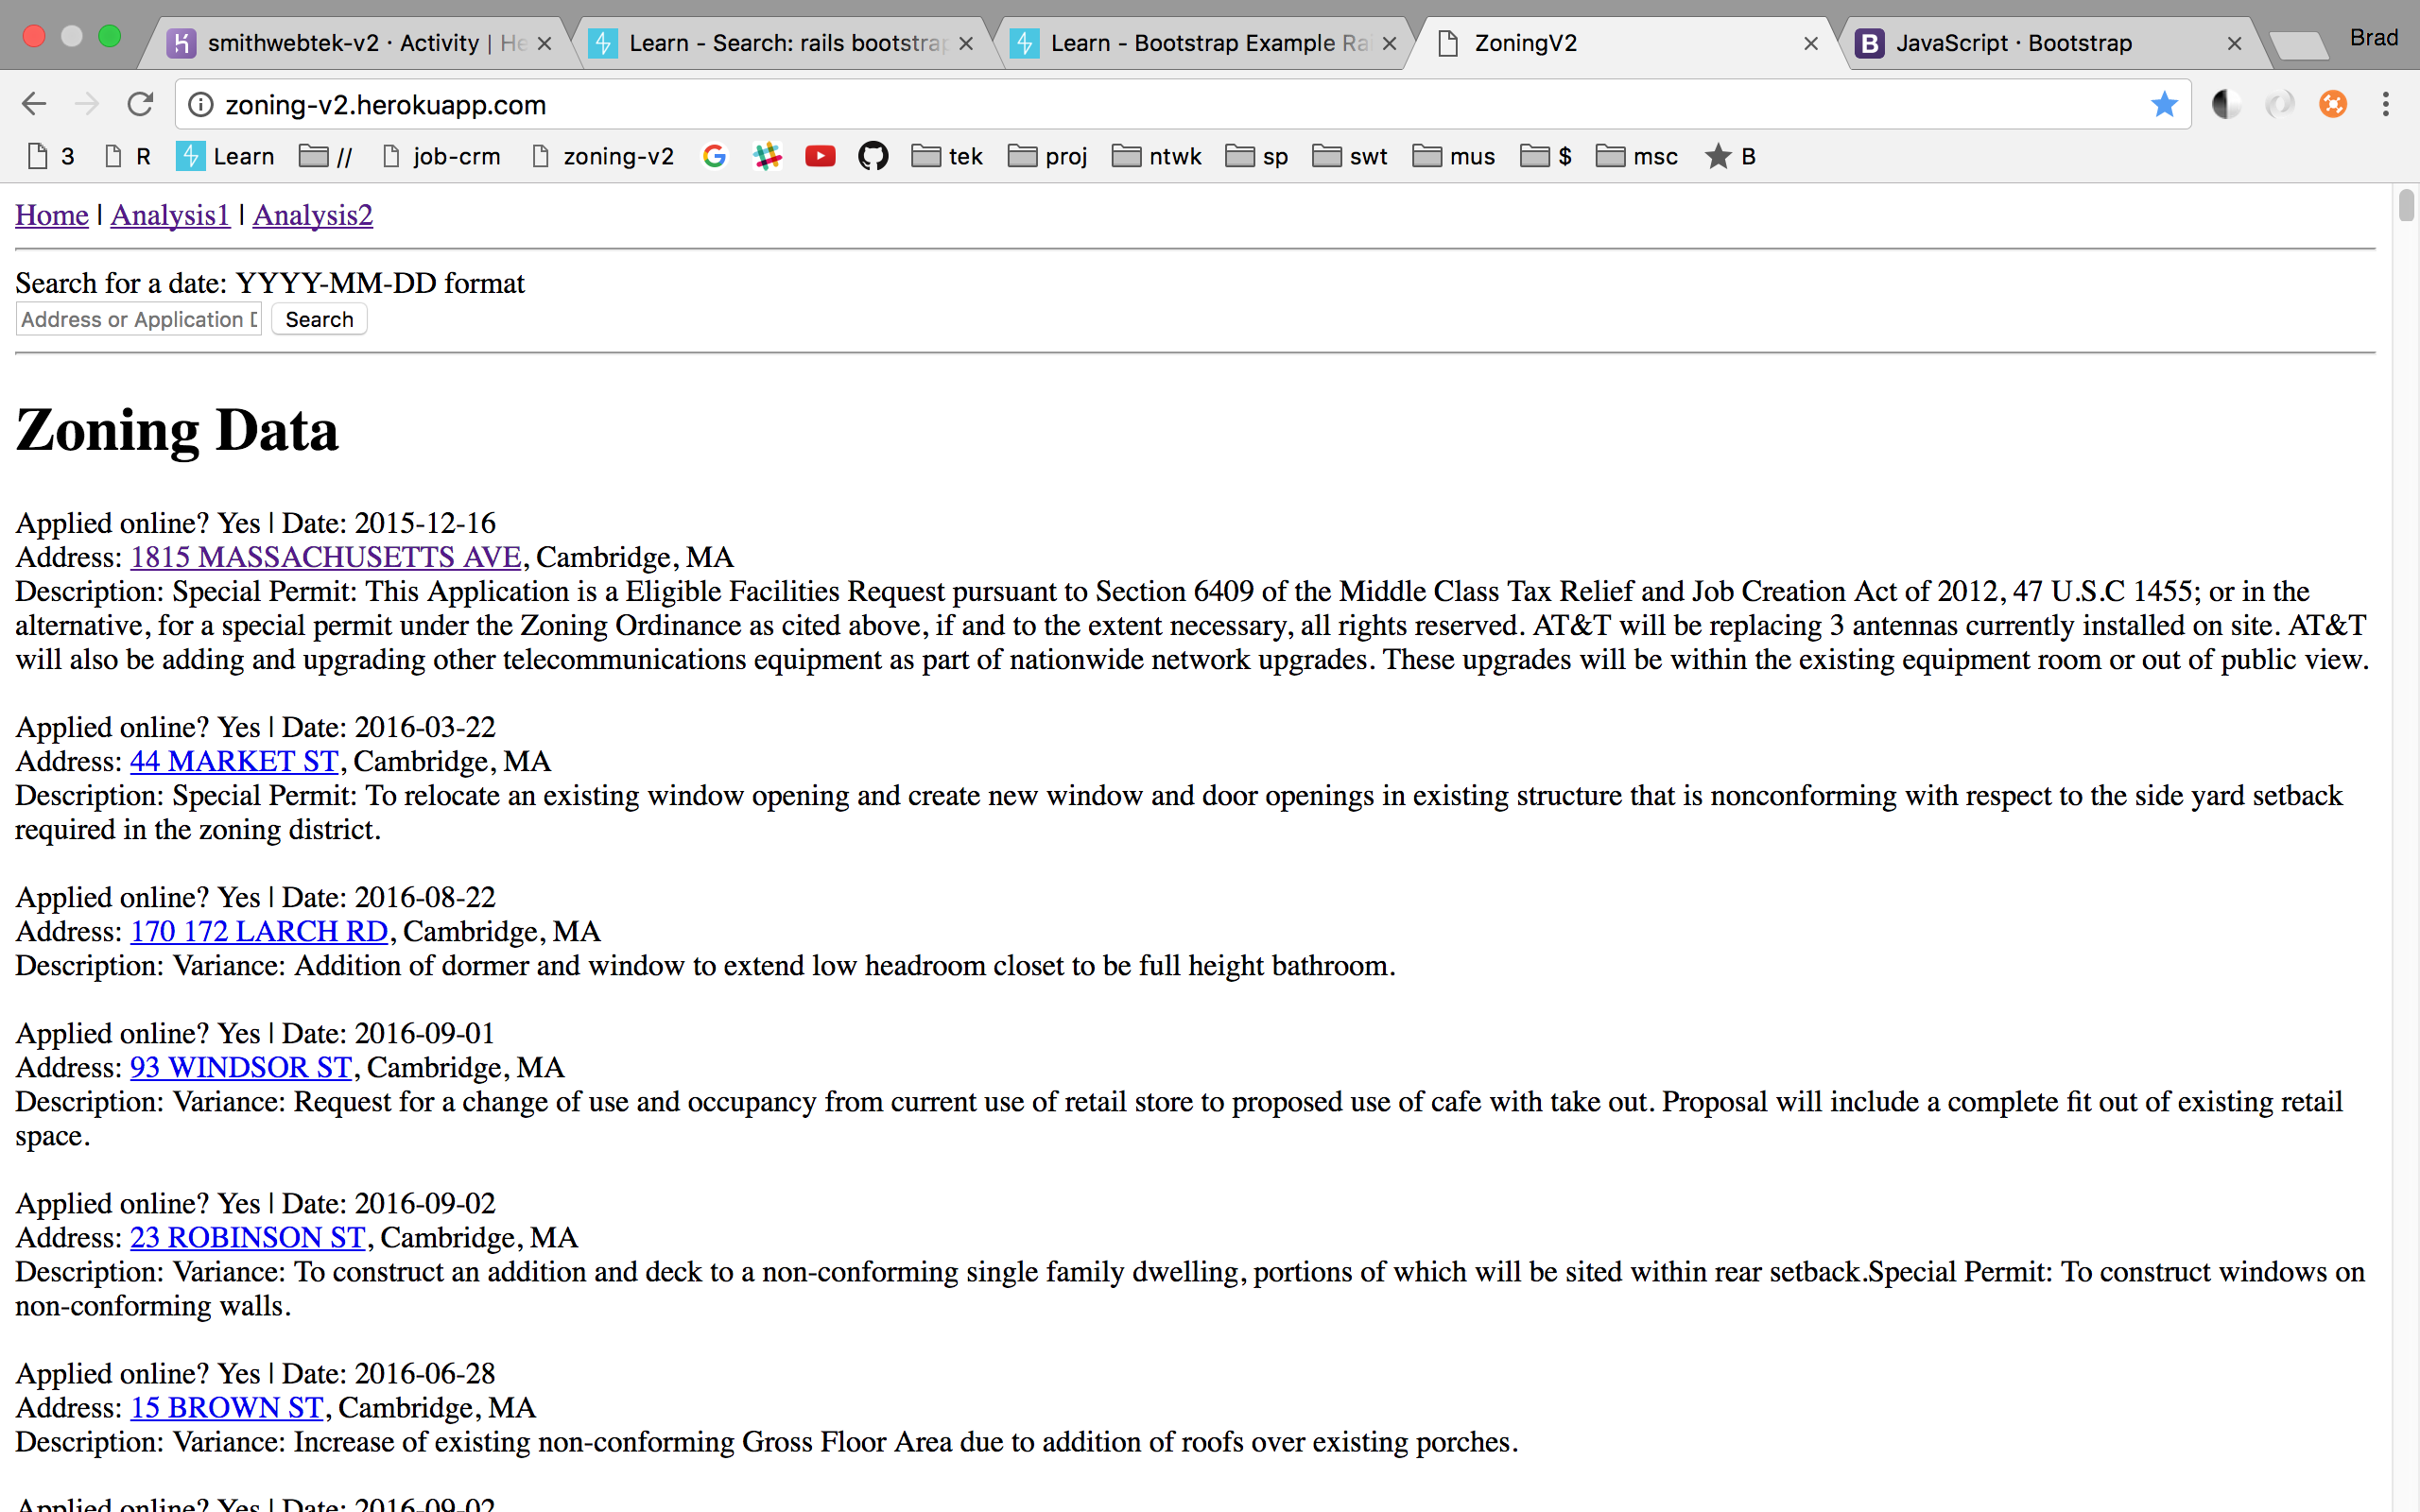 smithwebtek-v2 · Activity | He
Learn - Search: rails bootstrap
Learn - Bootstrap Example Ra
ZoningV2
JavaScript · Bootstrap
Brad
zoning-v2.herokuapp.com
3 R Learn // job-crm zoning-v2 tek proj ntwk sp swt mus $ msc B
Home | Analysis1 | Analysis2
Search for a date: YYYY-MM-DD format
Address or Application D Search
Zoning Data
Applied online? Yes | Date: 2015-12-16
Address: 1815 MASSACHUSETTS AVE, Cambridge, MA
Description: Special Permit: This Application is a Eligible Facilities Request pursuant to Section 6409 of the Middle Class Tax Relief and Job Creation Act of 2012, 47 U.S.C 1455; or in the
alternative, for a special permit under the Zoning Ordinance as cited above, if and to the extent necessary, all rights reserved. AT&T will be replacing 3 antennas currently installed on site. AT&T
will also be adding and upgrading other telecommunications equipment as part of nationwide network upgrades. These upgrades will be within the existing equipment room or out of public view.
Applied online? Yes | Date: 2016-03-22
Address: 44 MARKET ST, Cambridge, MA
Description: Special Permit: To relocate an existing window opening and create new window and door openings in existing structure that is nonconforming with respect to the side yard setback
required in the zoning district.
Applied online? Yes | Date: 2016-08-22
Address: 170 172 LARCH RD, Cambridge, MA
Description: Variance: Addition of dormer and window to extend low headroom closet to be full height bathroom.
Applied online? Yes | Date: 2016-09-01
Address: 93 WINDSOR ST, Cambridge, MA
Description: Variance: Request for a change of use and occupancy from current use of retail store to proposed use of cafe with take out. Proposal will include a complete fit out of existing retail
space.
Applied online? Yes | Date: 2016-09-02
Address: 23 ROBINSON ST, Cambridge, MA
Description: Variance: To construct an addition and deck to a non-conforming single family dwelling, portions of which will be sited within rear setback.Special Permit: To construct windows on
non-conforming walls.
Applied online? Yes | Date: 2016-06-28
Address: 15 BROWN ST, Cambridge, MA
Description: Variance: Increase of existing non-conforming Gross Floor Area due to addition of roofs over existing porches.
Applied online? Yes | Date: 2016-09-02